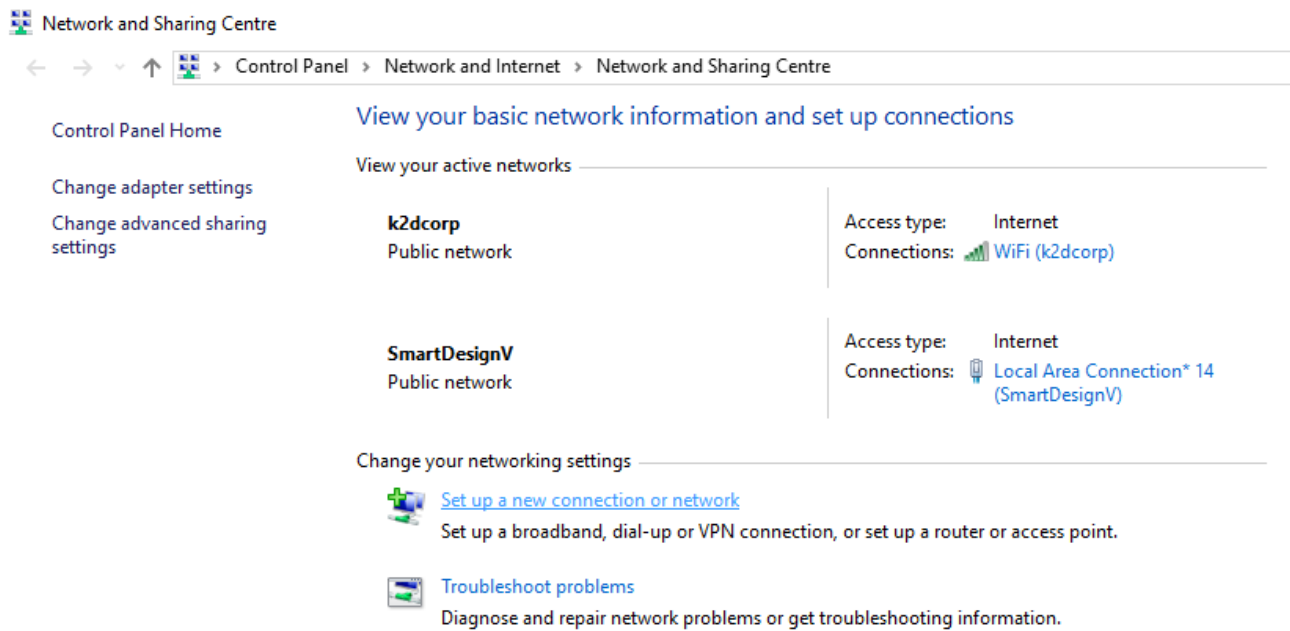 Network and Sharing Centre
Control Panel > Network and Internet > Network and Sharing Centre
Control Panel Home
Change adapter settings
Change advanced sharing
settings
View your basic network information and set up connections
View your active networks
k2dcorp
Public network
Access type: Internet
Connections: WiFi (k2dcorp)
SmartDesignV
Public network
Access type: Internet
Connections: Local Area Connection* 14
(SmartDesignV)
Change your networking settings
Set up a new connection or network
Set up a broadband, dial-up or VPN connection, or set up a router or access point.
Troubleshoot problems
Diagnose and repair network problems or get troubleshooting information.